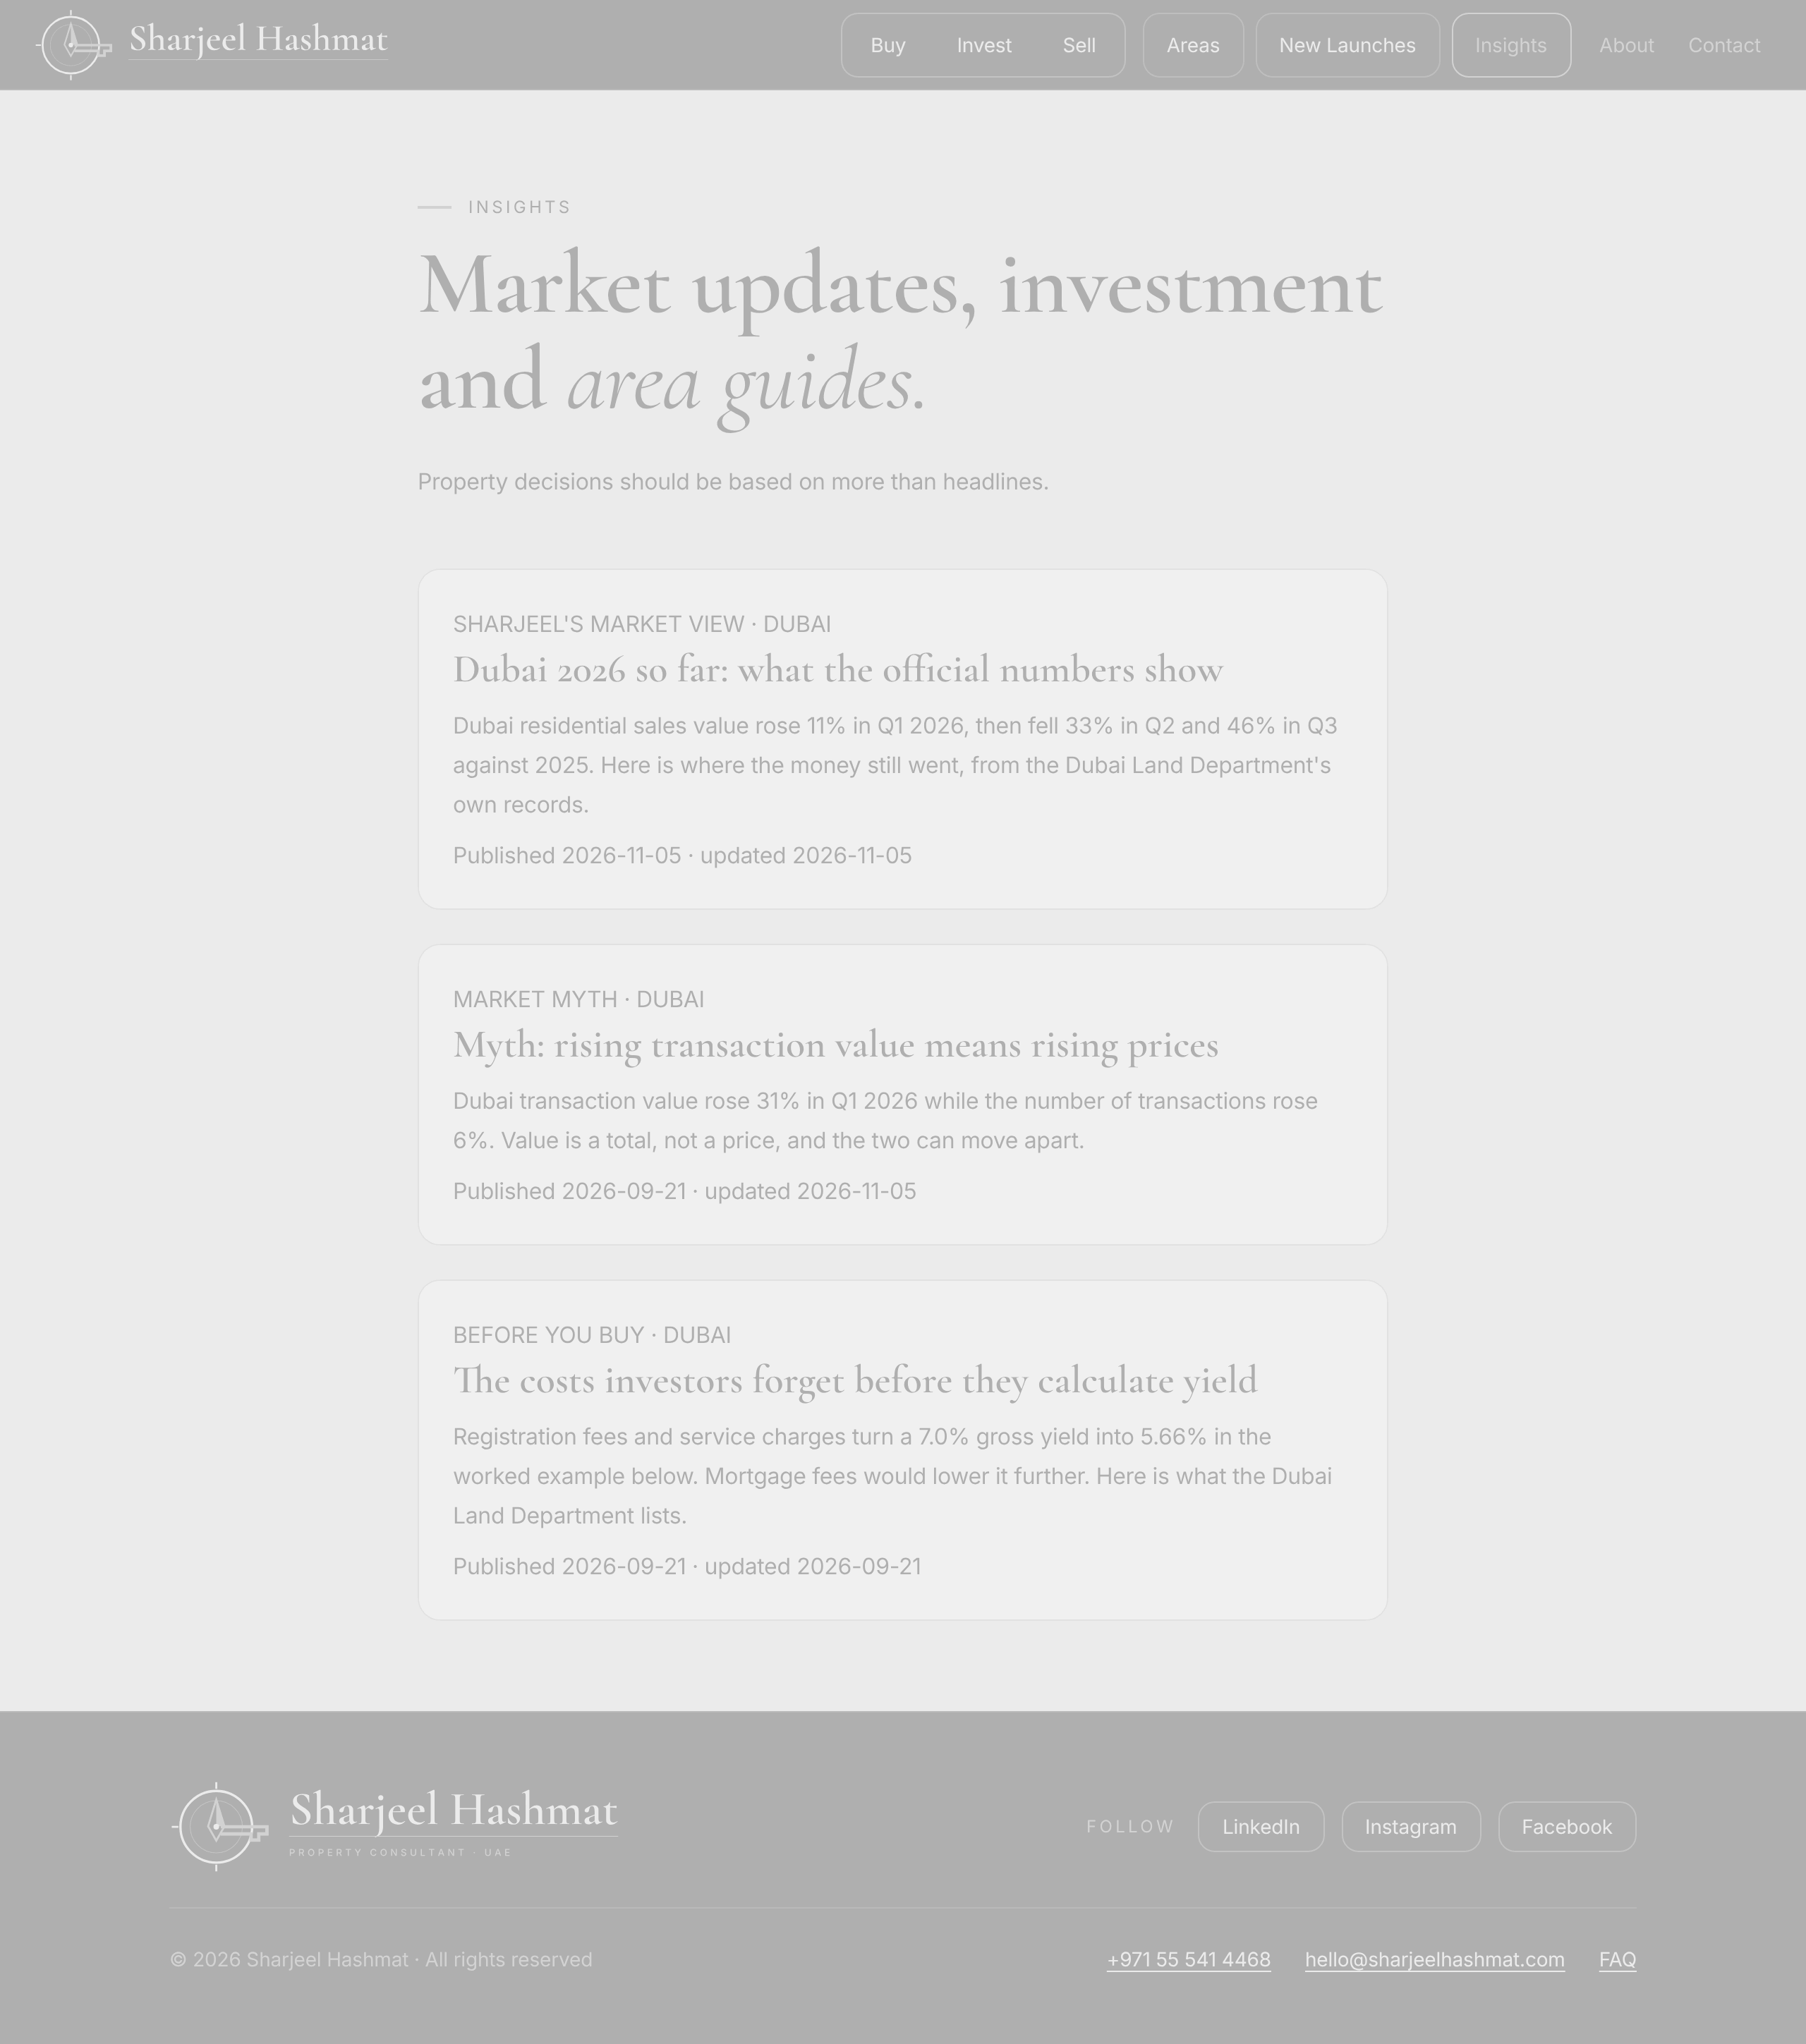 Sharjeel Hashmat
Buy Invest Sell Areas New Launches Insights About Contact
INSIGHTS
Market updates, investment
and area guides.
Property decisions should be based on more than headlines.
SHARJEEL'S MARKET VIEW · DUBAI
Dubai 2026 so far: what the official numbers show
Dubai residential sales value rose 11% in Q1 2026, then fell 33% in Q2 and 46% in Q3
against 2025. Here is where the money still went, from the Dubai Land Department's
own records.
Published 2026-11-05 · updated 2026-11-05
MARKET MYTH · DUBAI
Myth: rising transaction value means rising prices
Dubai transaction value rose 31% in Q1 2026 while the number of transactions rose
6%. Value is a total, not a price, and the two can move apart.
Published 2026-09-21 · updated 2026-11-05
BEFORE YOU BUY · DUBAI
The costs investors forget before they calculate yield
Registration fees and service charges turn a 7.0% gross yield into 5.66% in the
worked example below. Mortgage fees would lower it further. Here is what the Dubai
Land Department lists.
Published 2026-09-21 · updated 2026-09-21
Sharjeel Hashmat
PROPERTY CONSULTANT · UAE
FOLLOW LinkedIn Instagram Facebook
© 2026 Sharjeel Hashmat · All rights reserved
+971 55 541 4468 hello@sharjeelhashmat.com FAQ